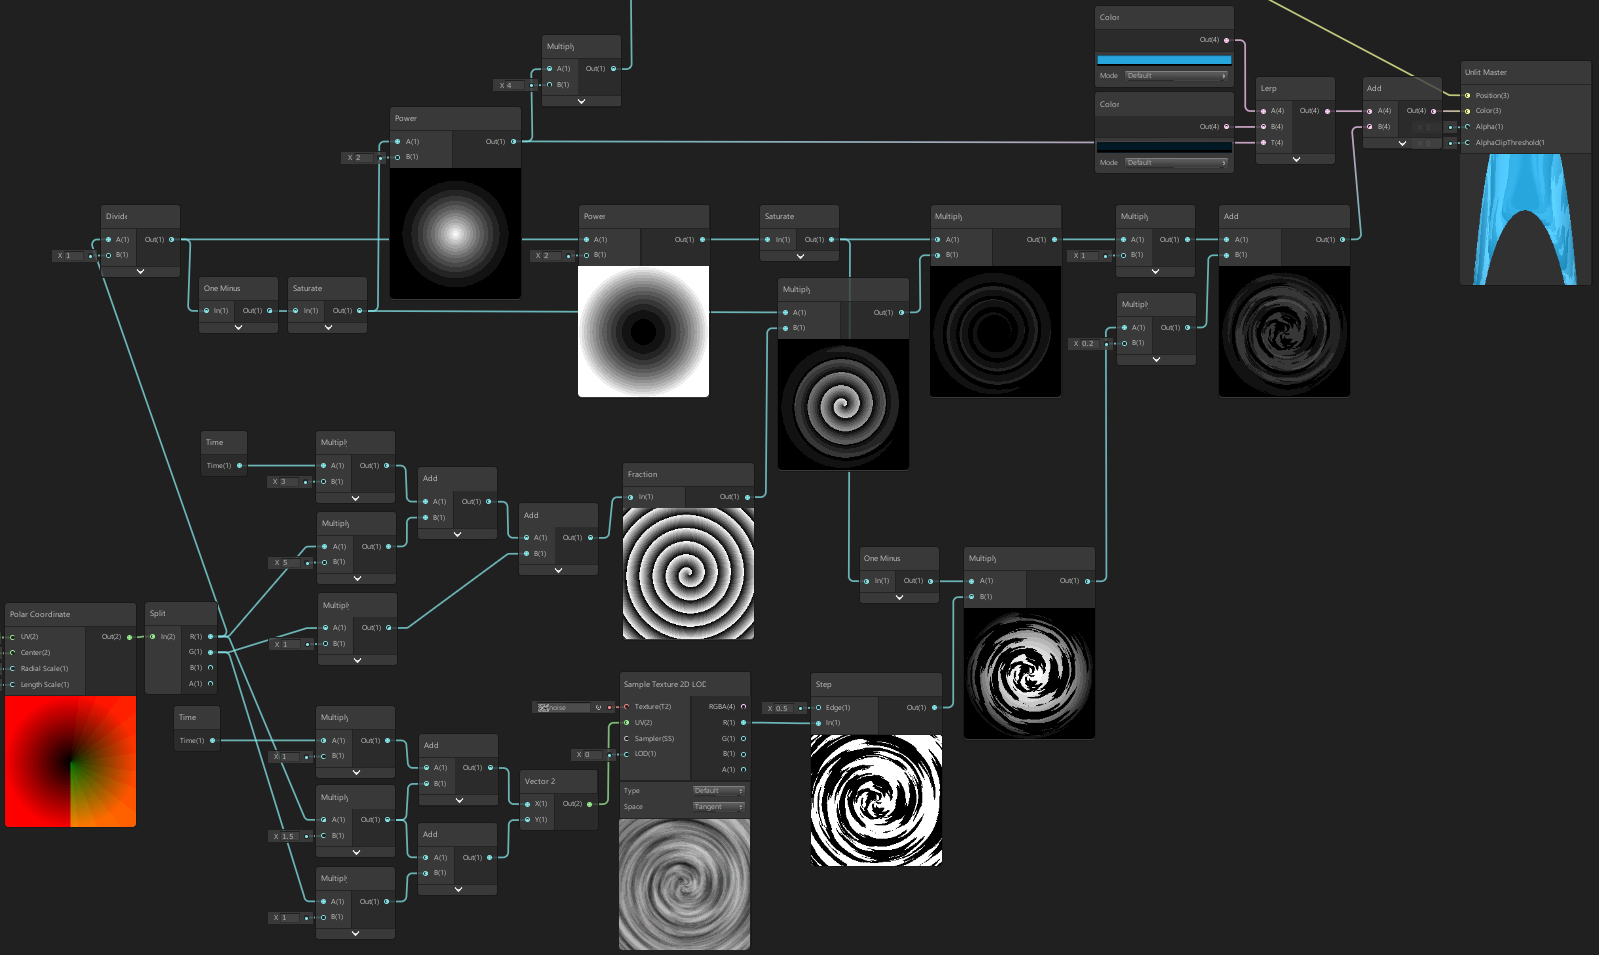 Color
Out(4)
Mode Default
Color
Out(4)
Mode Default
Multiply
A(1) Out(1)
X 4 B(1)
Lerp
A(4) Out(4)
B(4)
T(4)
Add
A(4) Out(4)
B(4)
Unlit Master
Position(3)
Color(3)
Alpha(1)
AlphaClipThreshold(1
Power
A(1) Out(1)
X 2 B(1)
Divide
A(1) Out(1)
X 1 B(1)
One Minus
In(1) Out(1)
Saturate
In(1) Out(1)
Power
A(1) Out(1)
X 2 B(1)
Saturate
In(1) Out(1)
Multiply
A(1) Out(1)
B(1)
Multiply
A(1) Out(1)
B(1)
Multiply
A(1) Out(1)
X 1 B(1)
Multiply
A(1) Out(1)
X 0.2 B(1)
Add
A(1) Out(1)
B(1)
Time
Time(1)
Multiply
A(1) Out(1)
X 3 B(1)
Multiply
A(1) Out(1)
X 5 B(1)
Multiply
A(1) Out(1)
X 1 B(1)
Add
A(1) Out(1)
B(1)
Add
A(1) Out(1)
B(1)
Fraction
In(1) Out(1)
One Minus
In(1) Out(1)
Multiply
A(1) Out(1)
B(1)
Polar Coordinate
UV(2) Out(2)
Center(2)
Radial Scale(1)
Length Scale(1)
Split
In(2) R(1)
G(1)
B(1)
A(1)
Time
Time(1)
Multiply
A(1) Out(1)
X 1 B(1)
Multiply
A(1) Out(1)
X 1.5 B(1)
Multiply
A(1) Out(1)
X 1 B(1)
Add
A(1) Out(1)
B(1)
Add
A(1) Out(1)
B(1)
Vector 2
X(1) Out(2)
Y(1)
Sample Texture 2D LOD
noise Texture(T2) RGBA(4)
UV(2) R(1)
Sampler(SS) G(1)
X 0 LOD(1) B(1)
A(1)
Type Default
Space Tangent
Step
X 0.5 Edge(1) Out(1)
In(1)